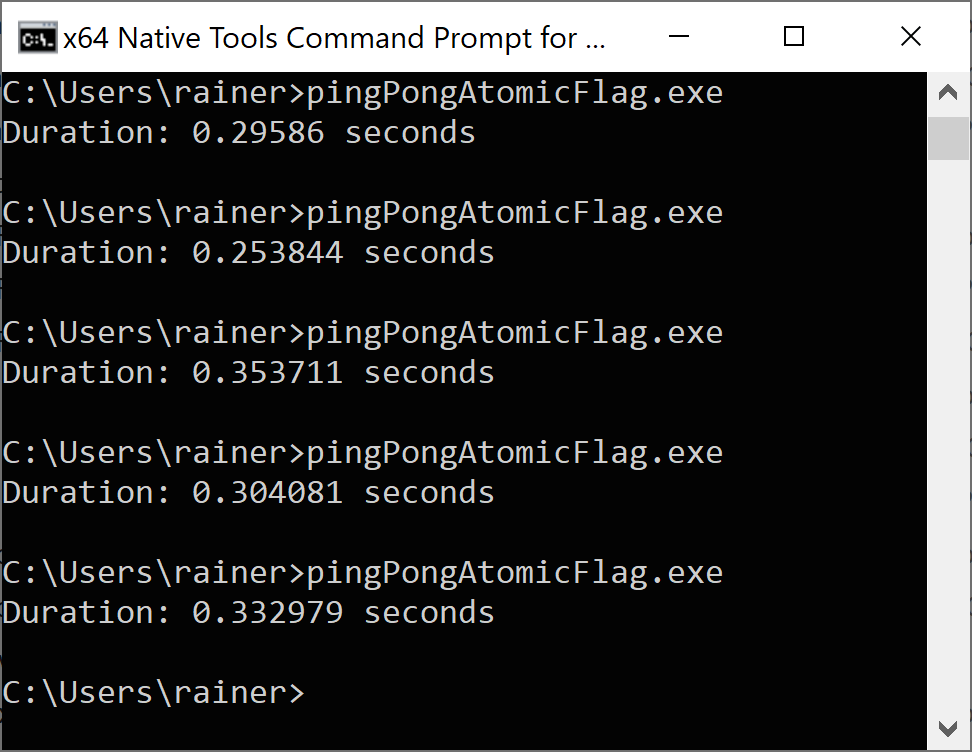 x64 Native Tools Command Prompt for ...
C:\Users\rainer>pingPongAtomicFlag.exe
Duration: 0.29586 seconds
C:\Users\rainer>pingPongAtomicFlag.exe
Duration: 0.253844 seconds
C:\Users\rainer>pingPongAtomicFlag.exe
Duration: 0.353711 seconds
C:\Users\rainer>pingPongAtomicFlag.exe
Duration: 0.304081 seconds
C:\Users\rainer>pingPongAtomicFlag.exe
Duration: 0.332979 seconds
C:\Users\rainer>